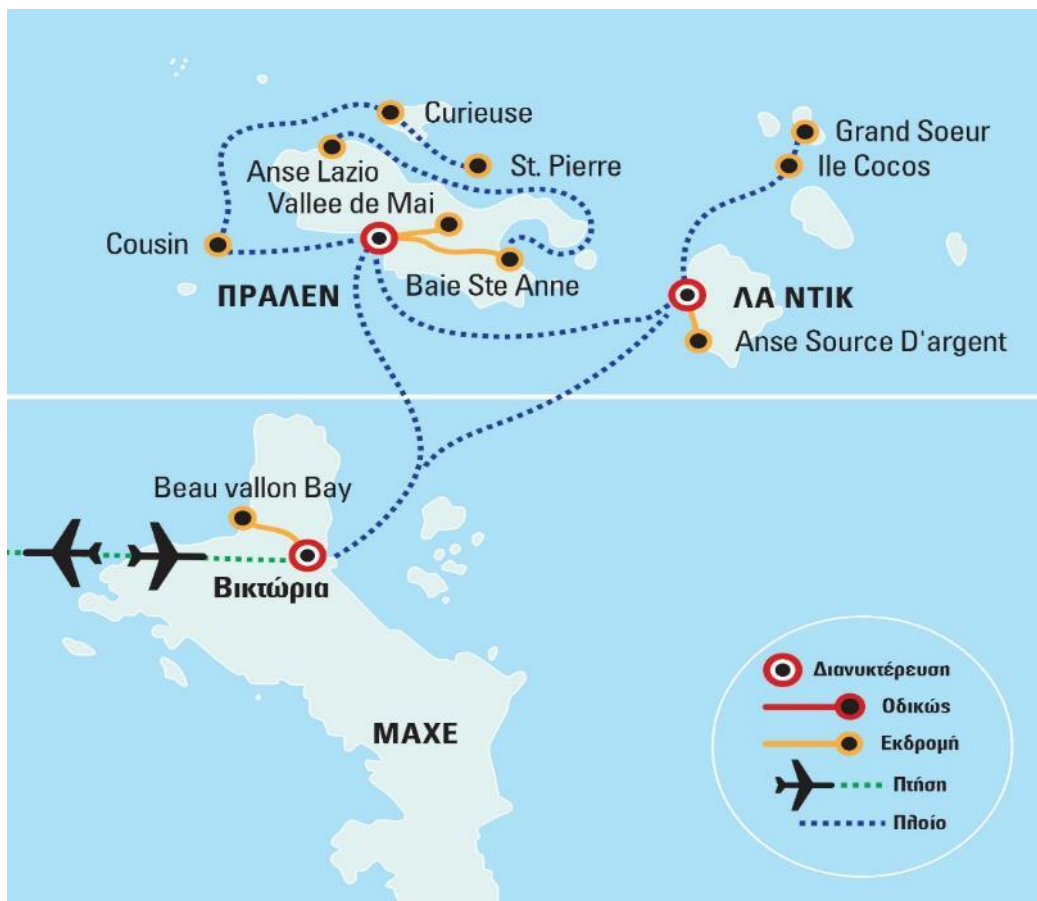 Curieuse
Grand Soeur
Anse Lazio
St. Pierre
Ile Cocos
Vallee de Mai
Cousin
Baie Ste Anne
ΠΡΑΛΕΝ
ΛΑ ΝΤΙΚ
Anse Source D'argent
Beau vallon Bay
Βικτώρια
ΜΑΧΕ
Διανυκτέρευση
Οδικώς
Εκδρομή
Πτήση
Πλοίο